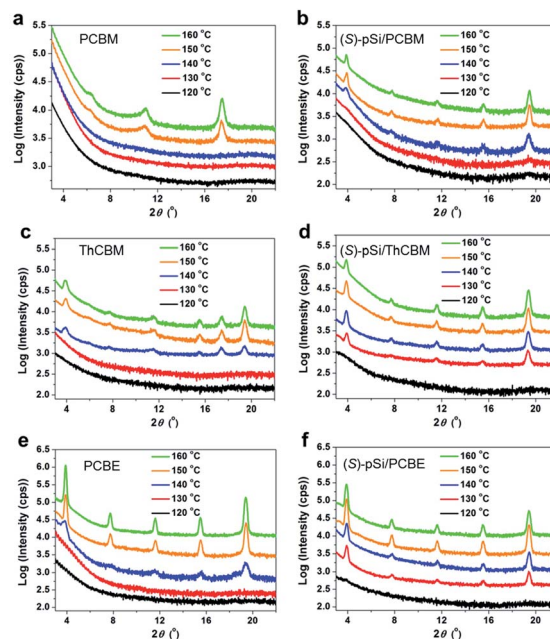 a
PCBM
160 °C
150 °C
140 °C
130 °C
120 °C
Log (Intensity (cps))
5.5
5.0
4.5
4.0
3.5
3.0
4 8 12 16 20
2θ (°)
b
(S)-pSi/PCBM
160 °C
150 °C
140 °C
130 °C
120 °C
Log (Intensity (cps))
5.5
5.0
4.5
4.0
3.5
3.0
2.5
2.0
4 8 12 16 20
2θ (°)
c
ThCBM
160 °C
150 °C
140 °C
130 °C
120 °C
Log (Intensity (cps))
5.5
5.0
4.5
4.0
3.5
3.0
2.5
2.0
4 8 12 16 20
2θ (°)
d
(S)-pSi/ThCBM
160 °C
150 °C
140 °C
130 °C
120 °C
Log (Intensity (cps))
5.5
5.0
4.5
4.0
3.5
3.0
2.5
2.0
4 8 12 16 20
2θ (°)
e
PCBE
160 °C
150 °C
140 °C
130 °C
120 °C
Log (Intensity (cps))
6.5
6.0
5.5
5.0
4.5
4.0
3.5
3.0
2.5
2.0
4 8 12 16 20
2θ (°)
f
(S)-pSi/PCBE
160 °C
150 °C
140 °C
130 °C
120 °C
Log (Intensity (cps))
6.5
6.0
5.5
5.0
4.5
4.0
3.5
3.0
2.5
2.0
4 8 12 16 20
2θ (°)